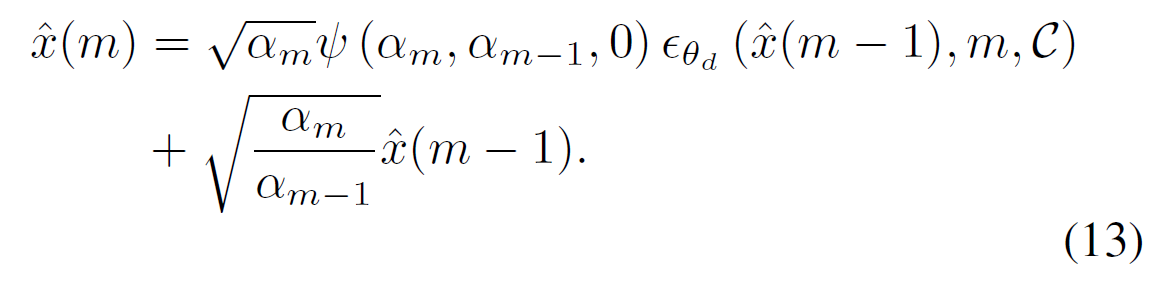 x̂(m) = √α_m ψ (α_m, α_{m−1}, 0) ϵ_{θ_d} (x̂(m − 1), m, 𝒞)
+ √(α_m / α_{m−1}) x̂(m − 1).
(13)